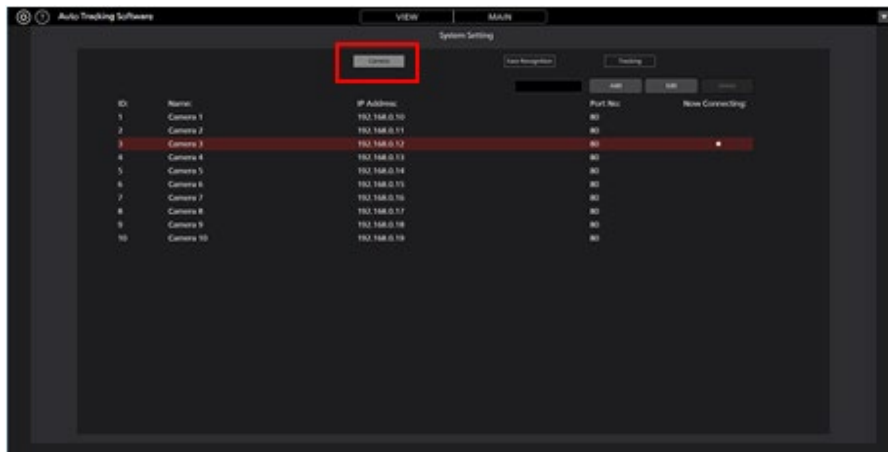 ? Auto Tracking Software VIEW MAIN
System Setting
Camera Face Recognition Tracking
Add Edit Delete
ID: Name: IP Address: Port No: Now Connecting:
1 Camera 1 192.168.0.10 80
2 Camera 2 192.168.0.11 80
3 Camera 3 192.168.0.12 80
4 Camera 4 192.168.0.13 80
5 Camera 5 192.168.0.14 80
6 Camera 6 192.168.0.15 80
7 Camera 7 192.168.0.16 80
8 Camera 8 192.168.0.17 80
9 Camera 9 192.168.0.18 80
10 Camera 10 192.168.0.19 80